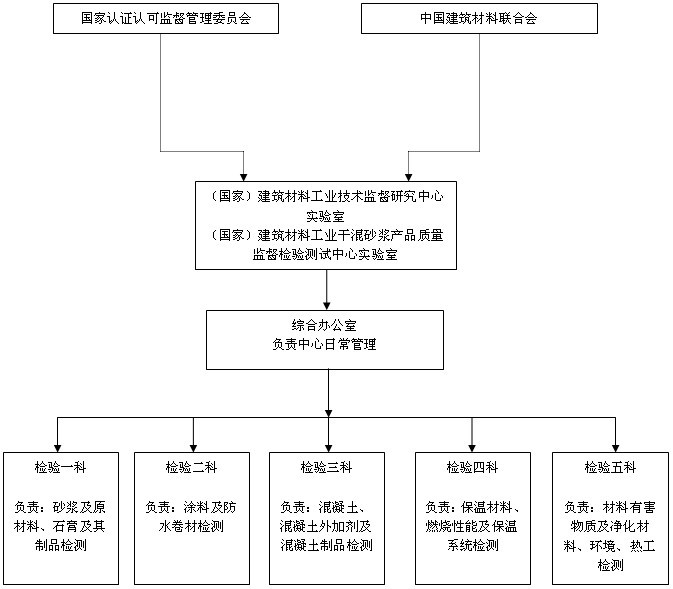 国家认证认可监督管理委员会
中国建筑材料联合会
（国家）建筑材料工业技术监督研究中心
实验室
（国家）建筑材料工业干混砂浆产品质量
监督检验测试中心实验室
综合办公室
负责中心日常管理
检验一科
负责：砂浆及原
材料、石膏及其
制品检测
检验二科
负责：涂料及防
水卷材检测
检验三科
负责：混凝土、
混凝土外加剂及
混凝土制品检测
检验四科
负责：保温材料、
燃烧性能及保温
系统检测
检验五科
负责：材料有害
物质及净化材
料、环境、热工
检测